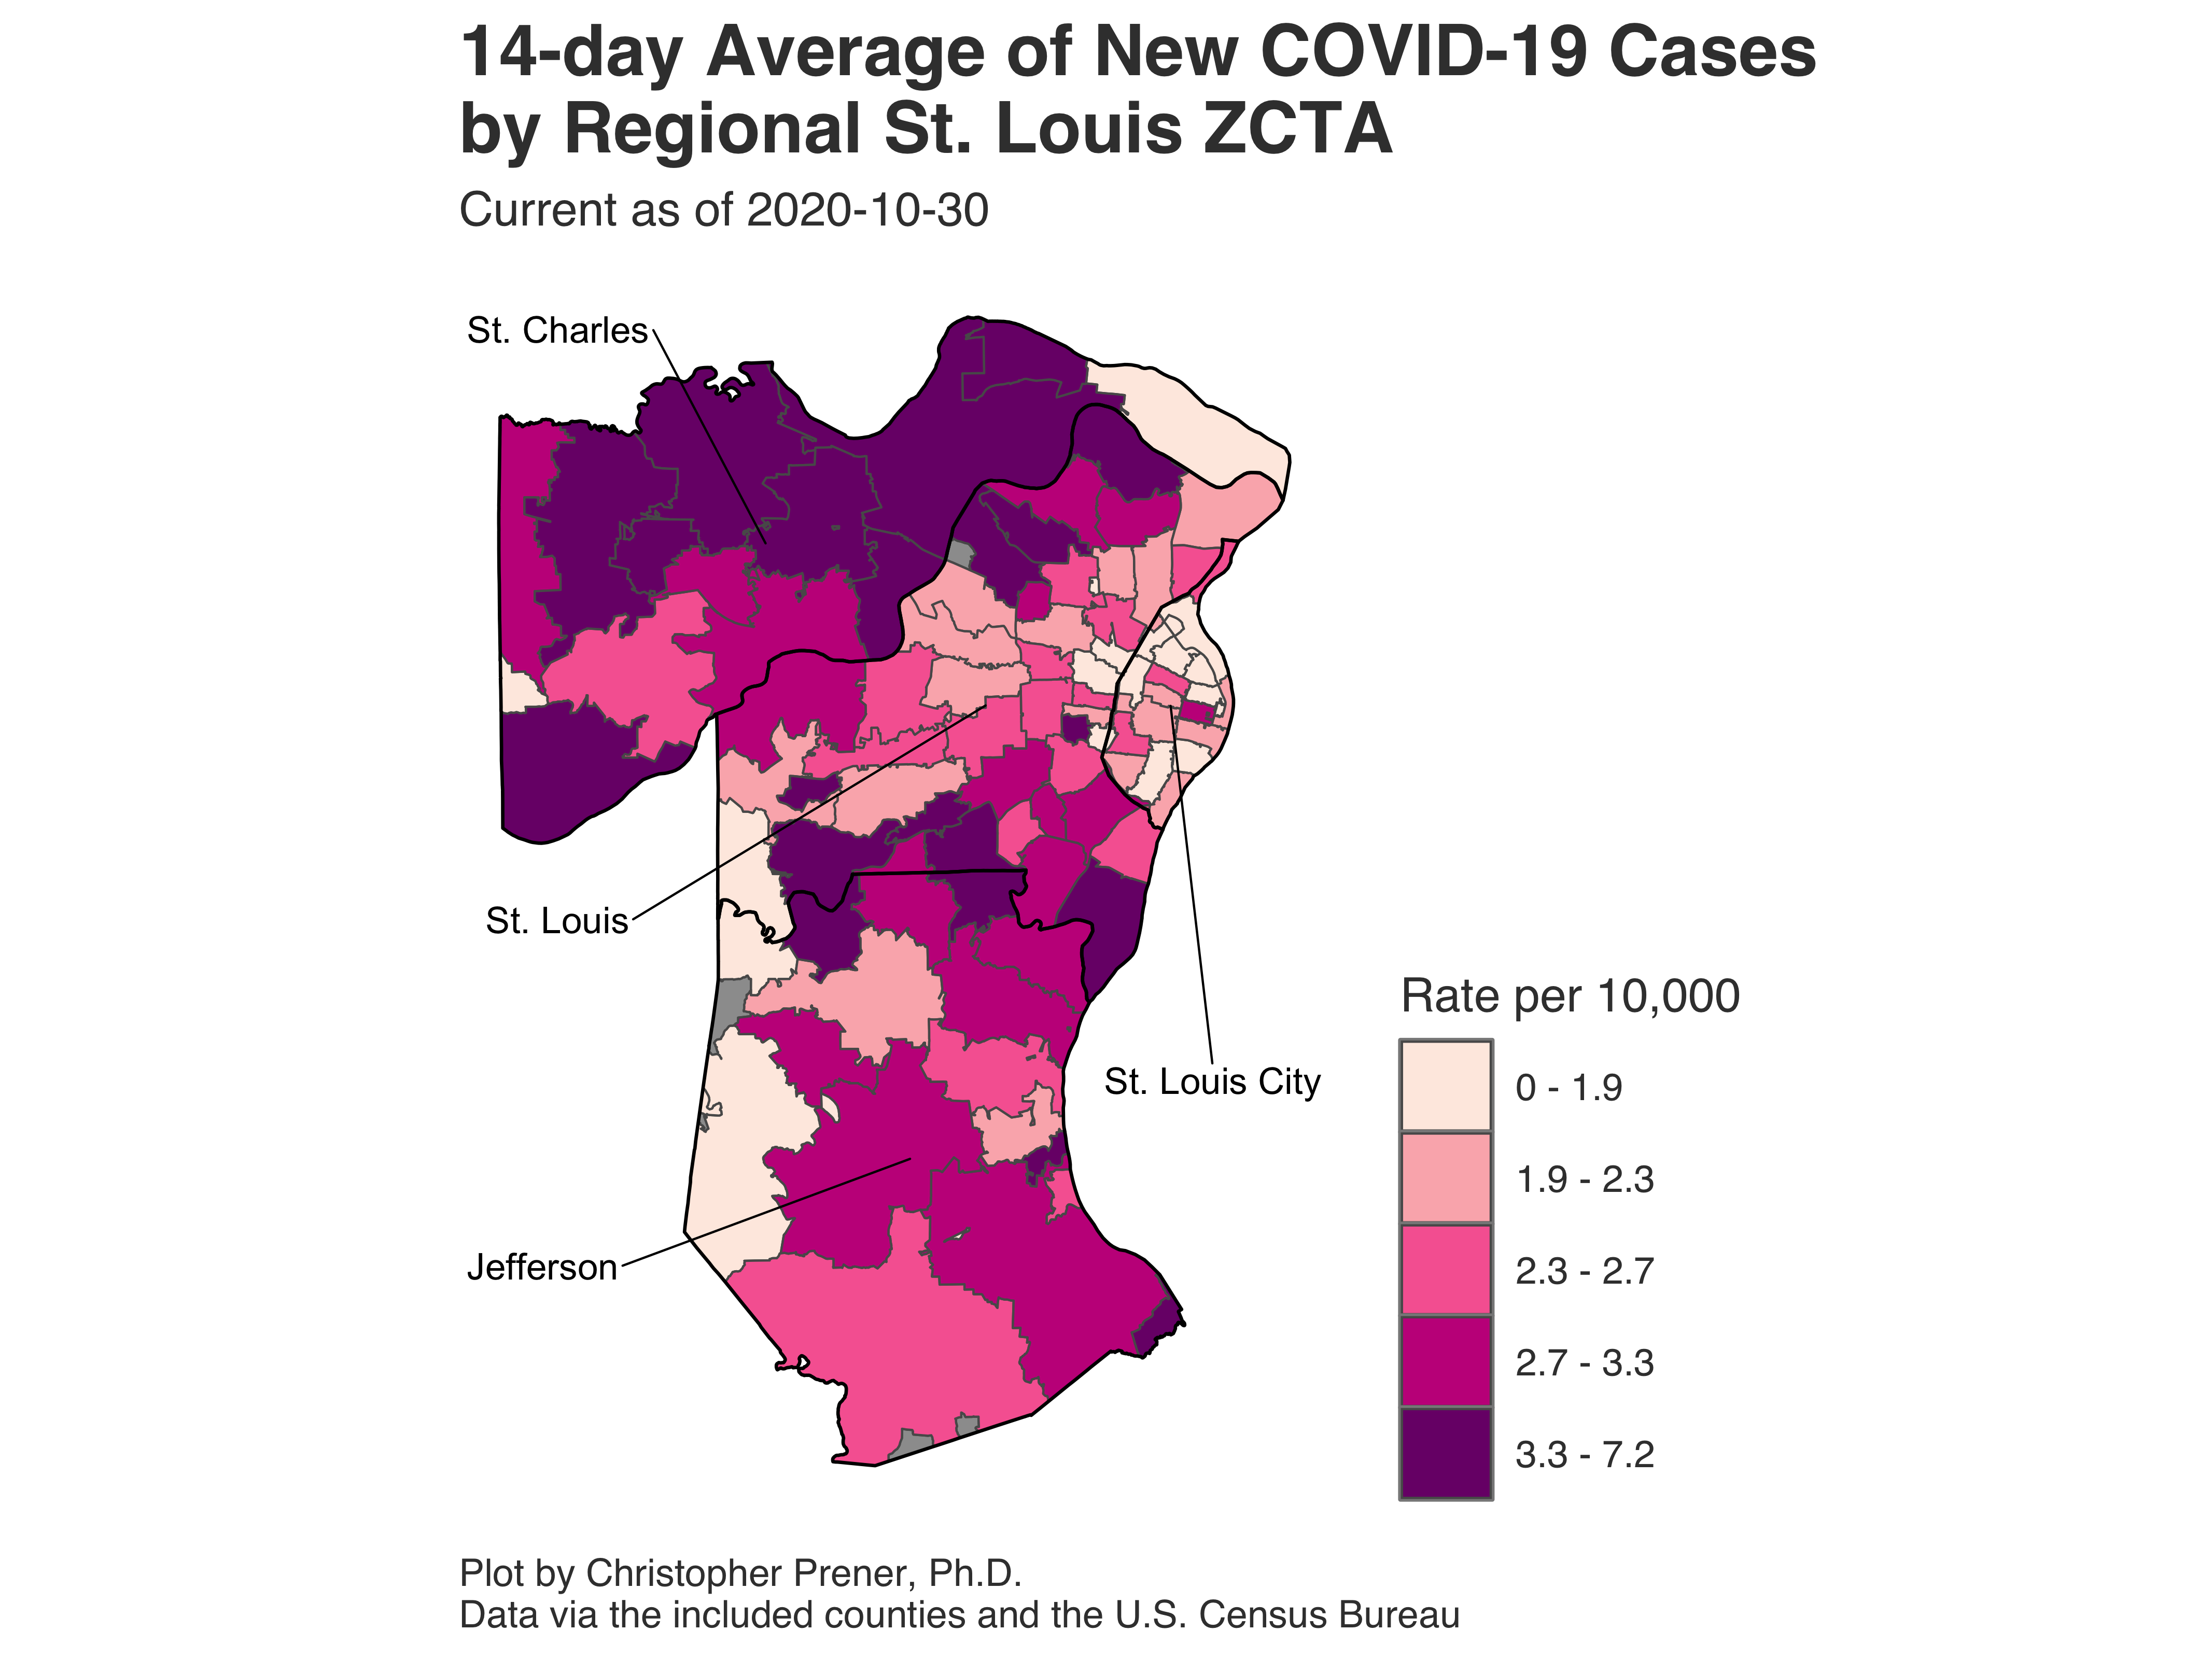 14-day Average of New COVID-19 Cases
by Regional St. Louis ZCTA
Current as of 2020-10-30
St. Charles
St. Louis
St. Louis City
Jefferson
Rate per 10,000
0 - 1.9
1.9 - 2.3
2.3 - 2.7
2.7 - 3.3
3.3 - 7.2
Plot by Christopher Prener, Ph.D.
Data via the included counties and the U.S. Census Bureau